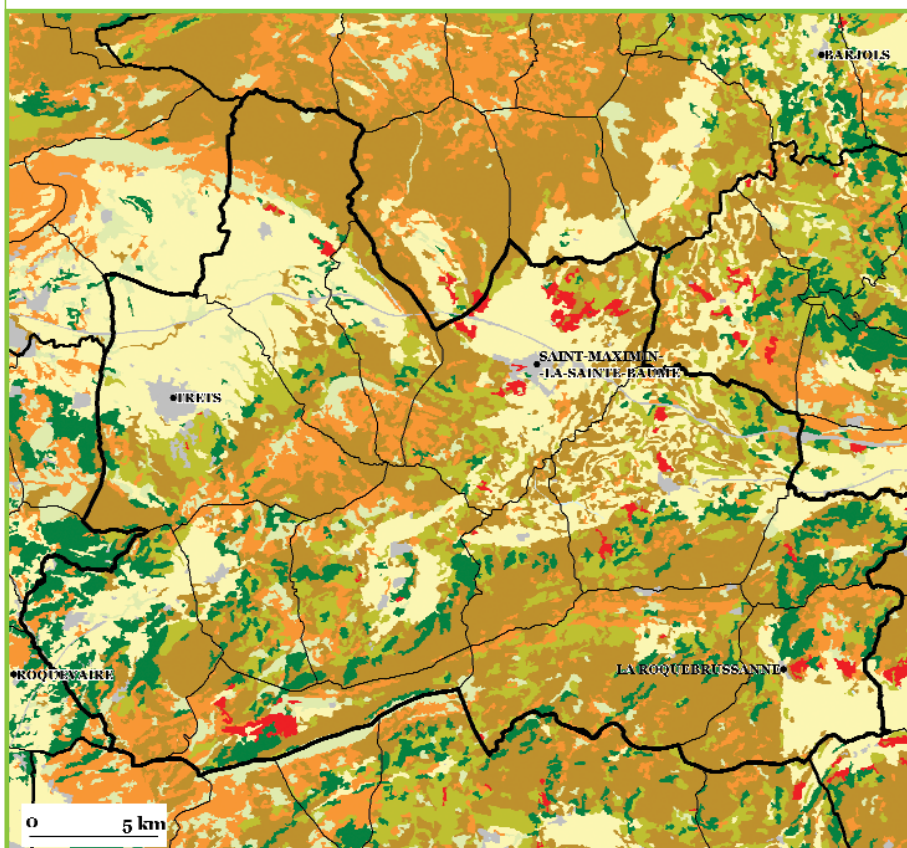 BARJOLS
SAINT-MAXIMIN-
-LA-SAINTE-BAUME
TRETS
ROQUEVAIRE
LA ROQUEBRUSSANNE
0 5 km